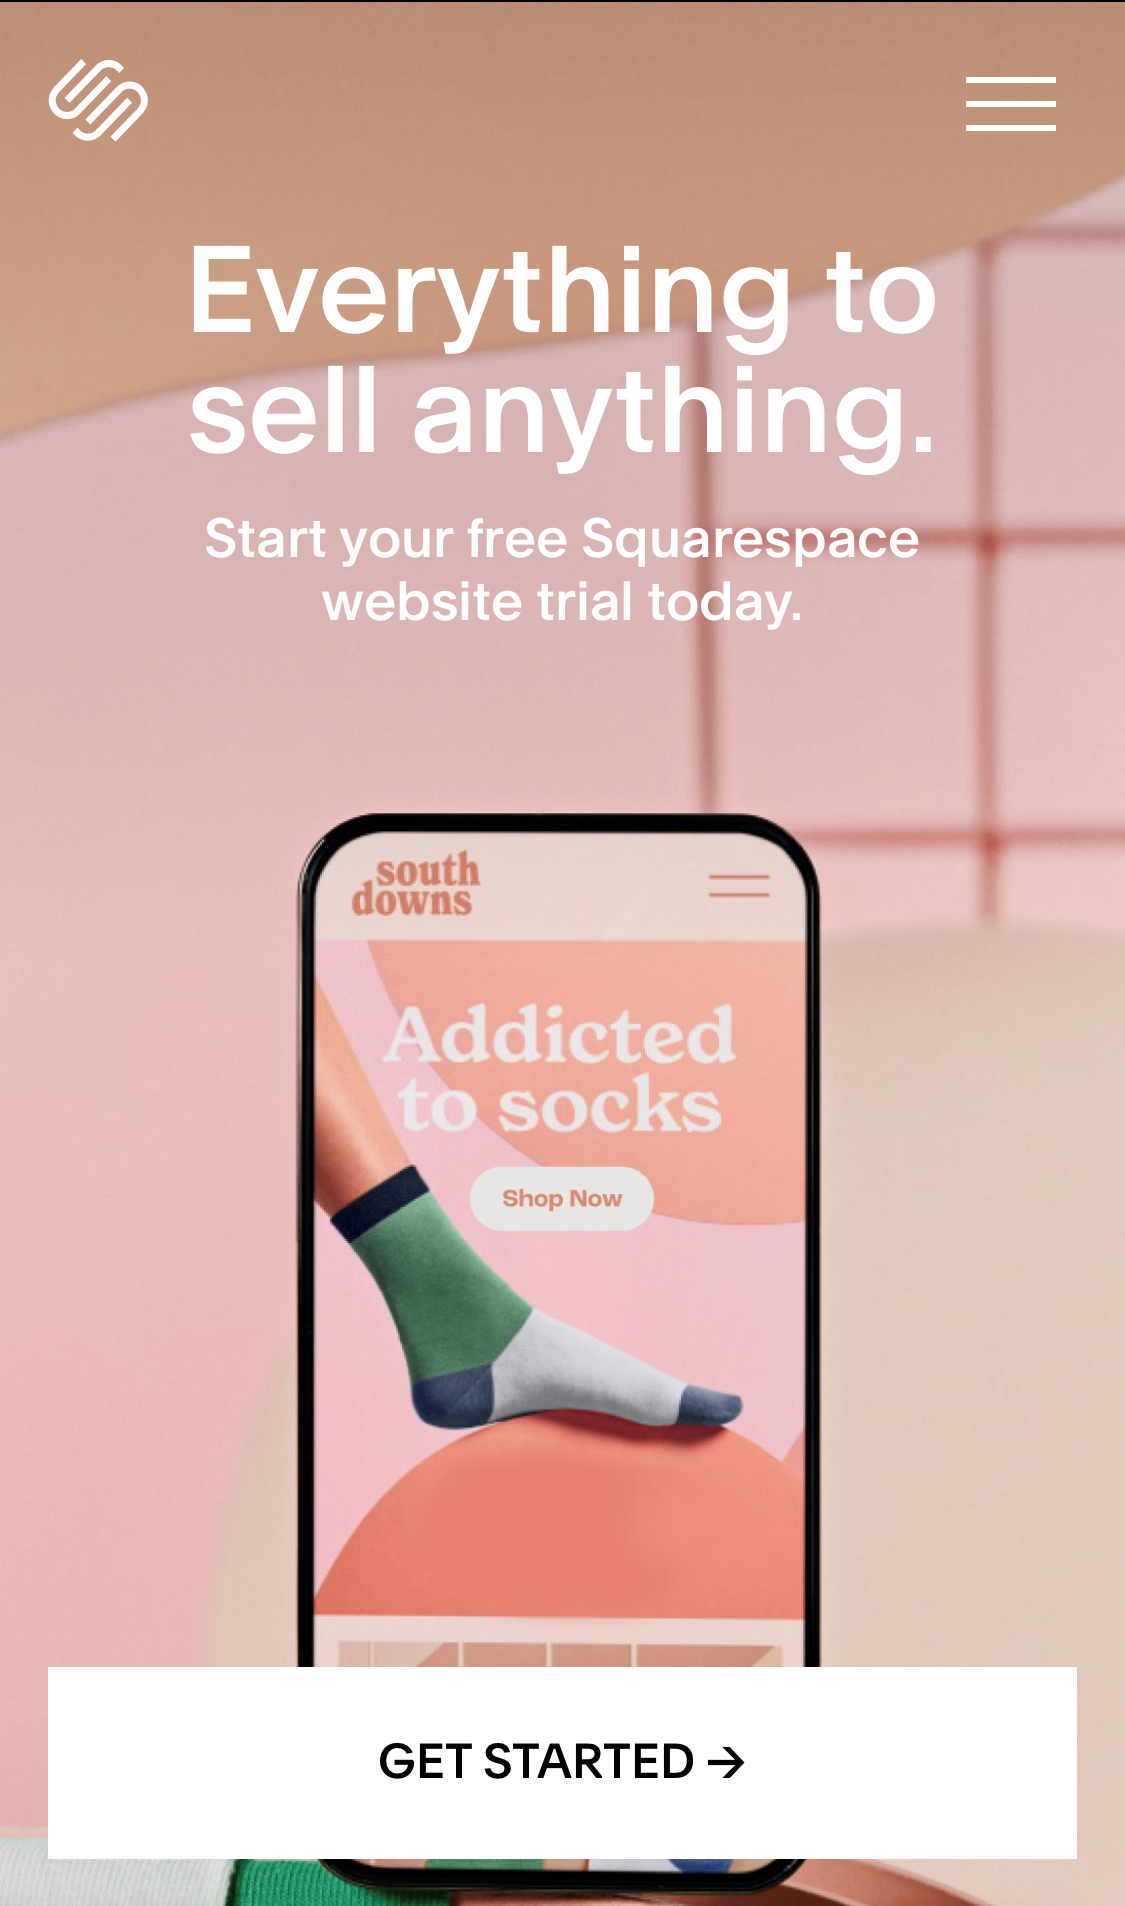 Everything to
sell anything.
Start your free Squarespace
website trial today.
south
downs
Addicted
to socks
Shop Now
GET STARTED →